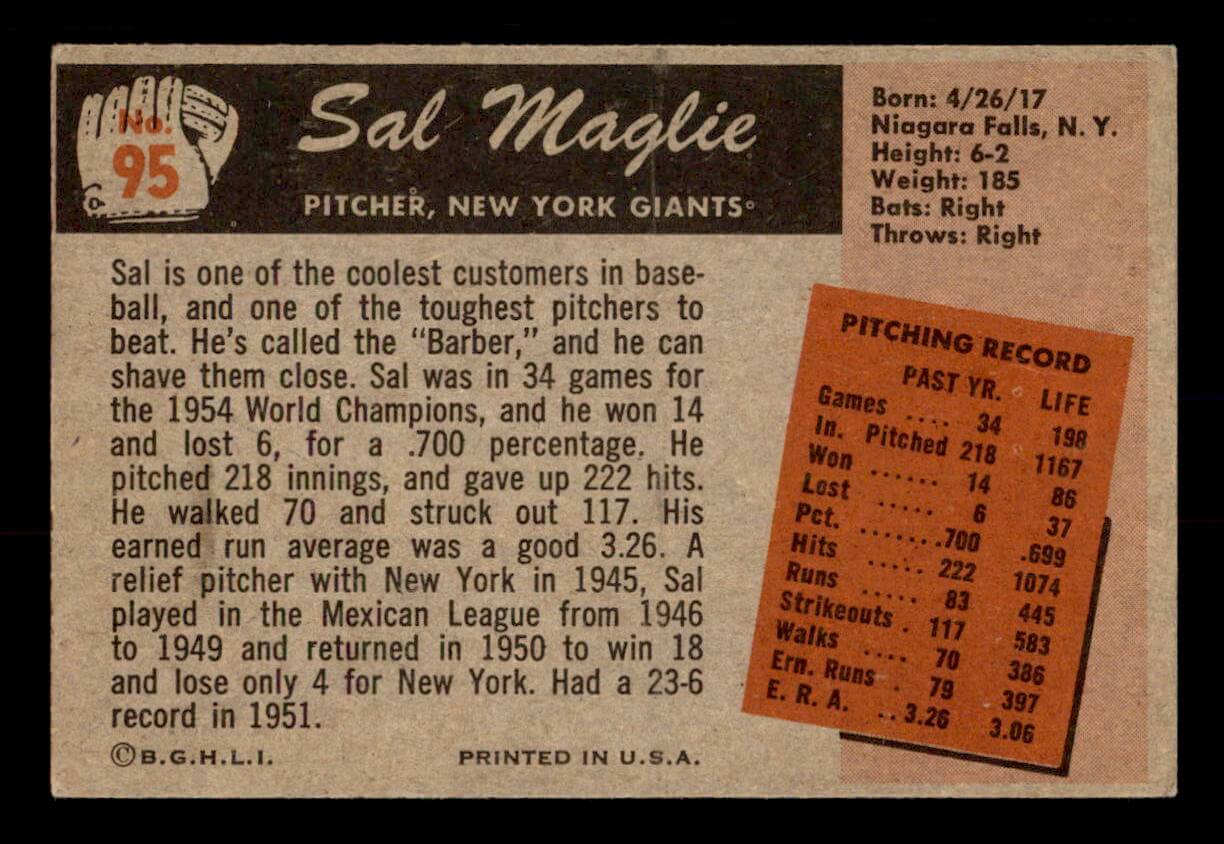 No.
95
Sal Maglie
PITCHER, NEW YORK GIANTS
Born: 4/26/17
Niagara Falls, N. Y.
Height: 6-2
Weight: 185
Bats: Right
Throws: Right
Sal is one of the coolest customers in base-
ball, and one of the toughest pitchers to
beat. He's called the "Barber," and he can
shave them close. Sal was in 34 games for
the 1954 World Champions, and he won 14
and lost 6, for a .700 percentage. He
pitched 218 innings, and gave up 222 hits.
He walked 70 and struck out 117. His
earned run average was a good 3.26. A
relief pitcher with New York in 1945, Sal
played in the Mexican League from 1946
to 1949 and returned in 1950 to win 18
and lose only 4 for New York. Had a 23-6
record in 1951.
©B.G.H.L.I. PRINTED IN U.S.A.
PITCHING RECORD
PAST YR. LIFE
Games .... 34 198
In. Pitched 218 1167
Won ...... 14 86
Lost ..... 6 37
Pct. .......700 .699
Hits ..... 222 1074
Runs ..... 83 445
Strikeouts . 117 583
Walks .... 70 386
Ern. Runs . 79 397
E. R. A. .. 3.26 3.06